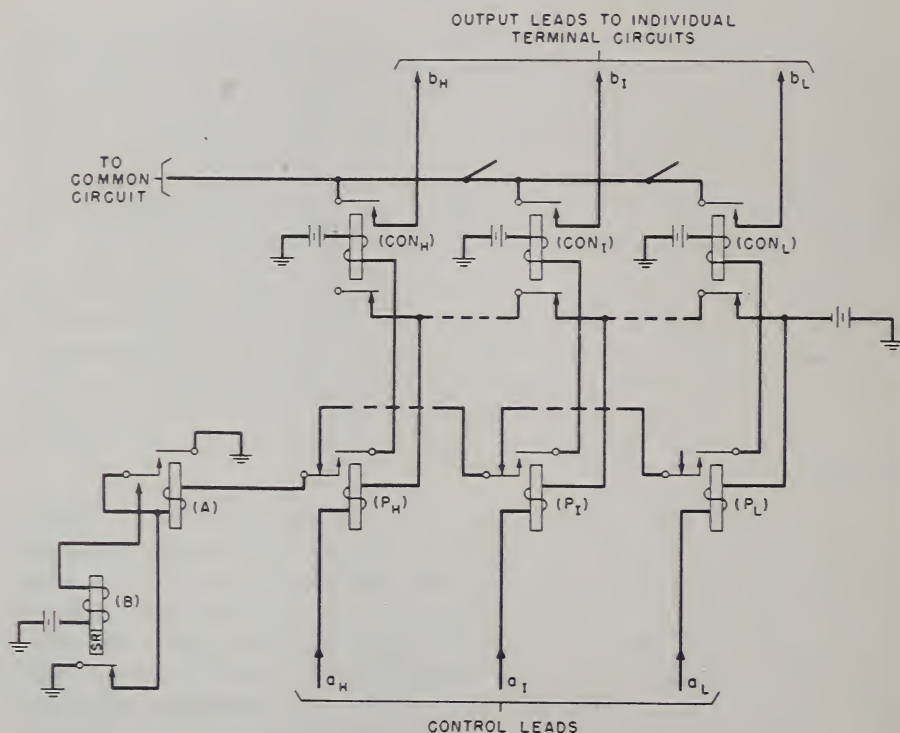 OUTPUT LEADS TO INDIVIDUAL
TERMINAL CIRCUITS
b_H
b_I
b_L
TO
COMMON
CIRCUIT
(CON_H)
(CON_I)
(CON_L)
(A)
(P_H)
(P_I)
(P_L)
(B)
SR
a_H
a_I
a_L
CONTROL LEADS